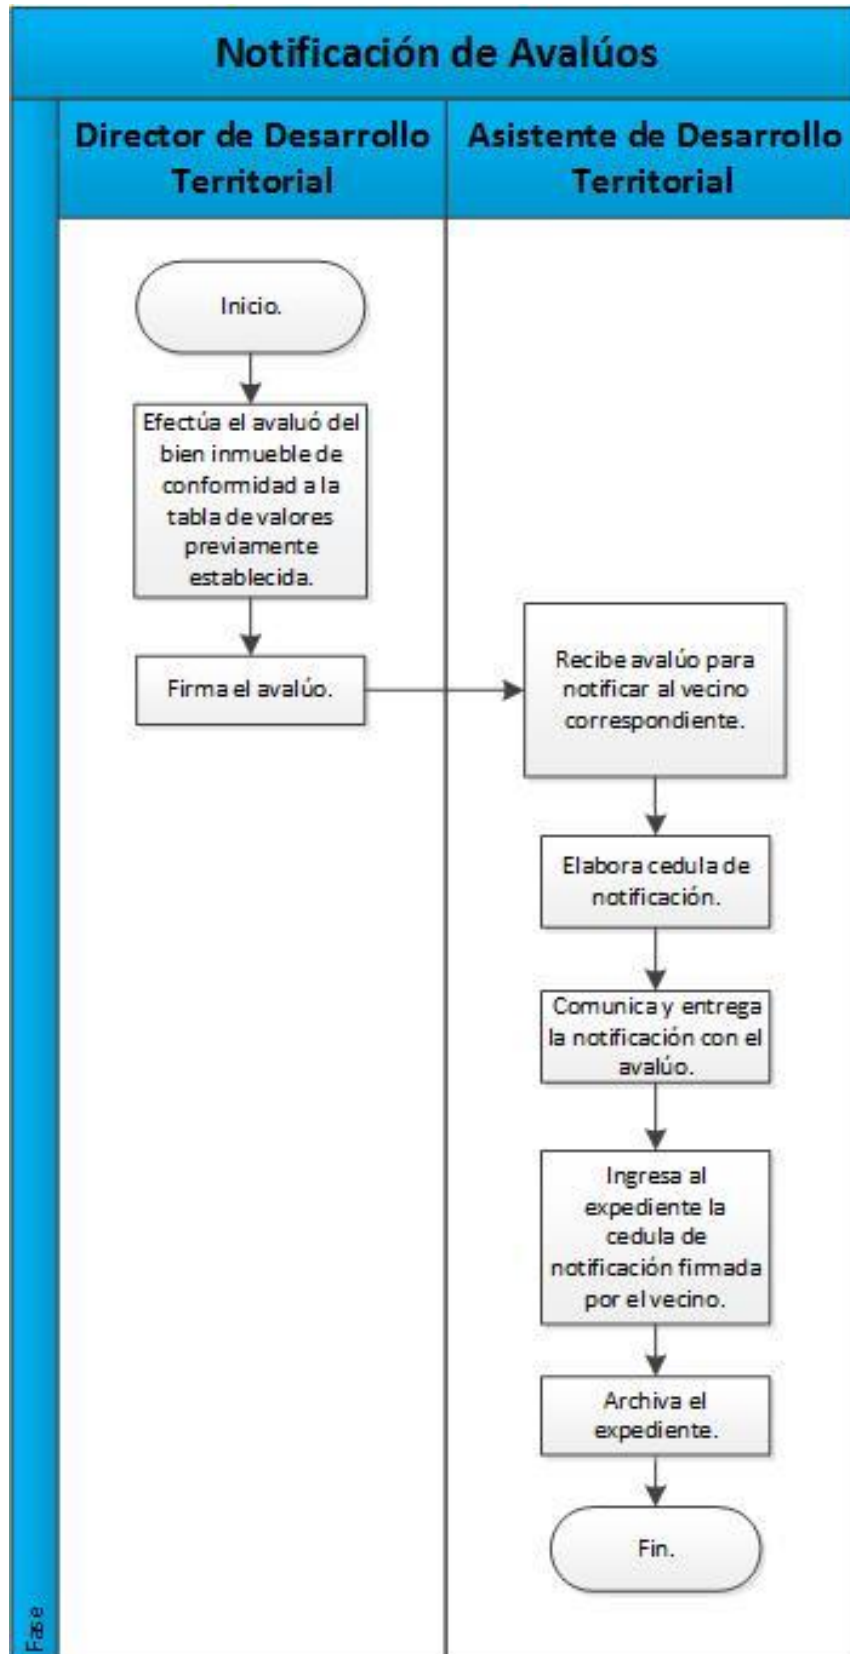 Notificación de Avalúos
Director de Desarrollo
Territorial
Asistente de Desarrollo
Territorial
Inicio.
Efectúa el avaluó del
bien inmueble de
conformidad a la
tabla de valores
previamente
establecida.
Firma el avalúo.
Recibe avalúo para
notificar al vecino
correspondiente.
Elabora cedula de
notificación.
Comunica y entrega
la notificación con el
avalúo.
Ingresa al
expediente la
cedula de
notificación firmada
por el vecino.
Archiva el
expediente.
Fin.
Fase